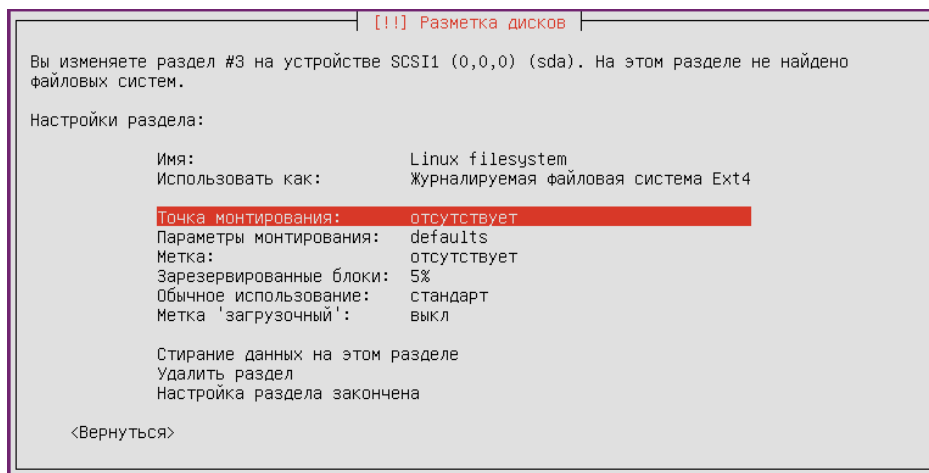 [!!] Разметка дисков
Вы изменяете раздел #3 на устройстве SCSI1 (0,0,0) (sda). На этом разделе не найдено
файловых систем.
Настройки раздела:
Имя: Linux filesystem
Использовать как: Журналируемая файловая система Ext4
Точка монтирования: отсутствует
Параметры монтирования: defaults
Метка: отсутствует
Зарезервированные блоки: 5%
Обычное использование: стандарт
Метка 'загрузочный': выкл
Стирание данных на этом разделе
Удалить раздел
Настройка раздела закончена
<Вернуться>